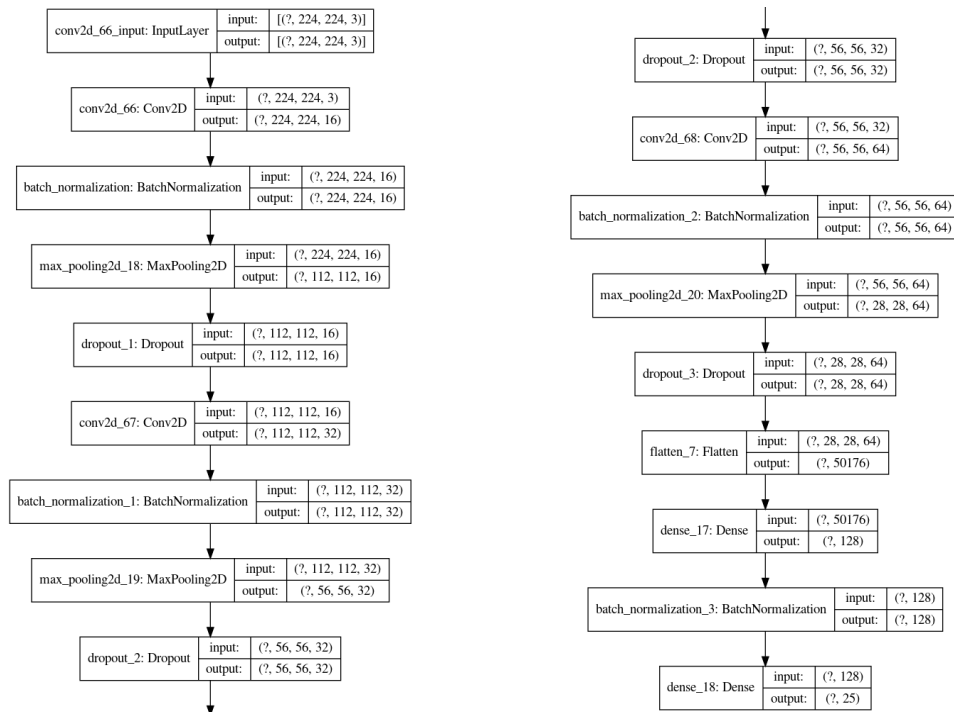 conv2d_66_input: InputLayer input: [(?, 224, 224, 3)]
output: [(?, 224, 224, 3)]
conv2d_66: Conv2D input: (?, 224, 224, 3)
output: (?, 224, 224, 16)
batch_normalization: BatchNormalization input: (?, 224, 224, 16)
output: (?, 224, 224, 16)
max_pooling2d_18: MaxPooling2D input: (?, 224, 224, 16)
output: (?, 112, 112, 16)
dropout_1: Dropout input: (?, 112, 112, 16)
output: (?, 112, 112, 16)
conv2d_67: Conv2D input: (?, 112, 112, 16)
output: (?, 112, 112, 32)
batch_normalization_1: BatchNormalization input: (?, 112, 112, 32)
output: (?, 112, 112, 32)
max_pooling2d_19: MaxPooling2D input: (?, 112, 112, 32)
output: (?, 56, 56, 32)
dropout_2: Dropout input: (?, 56, 56, 32)
output: (?, 56, 56, 32)
dropout_2: Dropout input: (?, 56, 56, 32)
output: (?, 56, 56, 32)
conv2d_68: Conv2D input: (?, 56, 56, 32)
output: (?, 56, 56, 64)
batch_normalization_2: BatchNormalization input: (?, 56, 56, 64)
output: (?, 56, 56, 64)
max_pooling2d_20: MaxPooling2D input: (?, 56, 56, 64)
output: (?, 28, 28, 64)
dropout_3: Dropout input: (?, 28, 28, 64)
output: (?, 28, 28, 64)
flatten_7: Flatten input: (?, 28, 28, 64)
output: (?, 50176)
dense_17: Dense input: (?, 50176)
output: (?, 128)
batch_normalization_3: BatchNormalization input: (?, 128)
output: (?, 128)
dense_18: Dense input: (?, 128)
output: (?, 25)